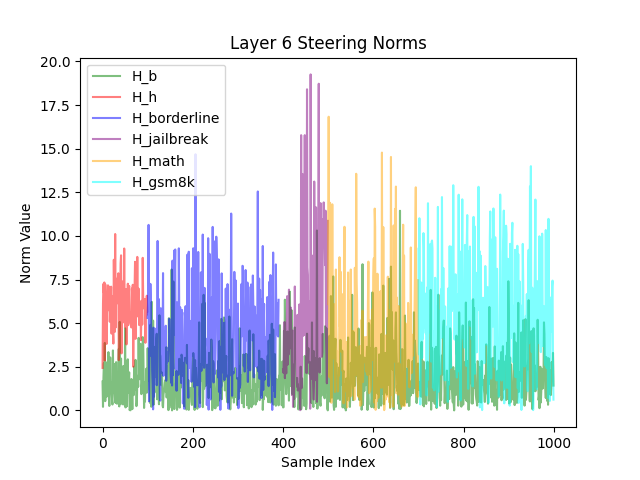 Layer 6 Steering Norms
20.0
17.5
15.0
12.5
10.0
7.5
5.0
2.5
0.0
Norm Value
H_b
H_h
H_borderline
H_jailbreak
H_math
H_gsm8k
0 200 400 600 800 1000
Sample Index